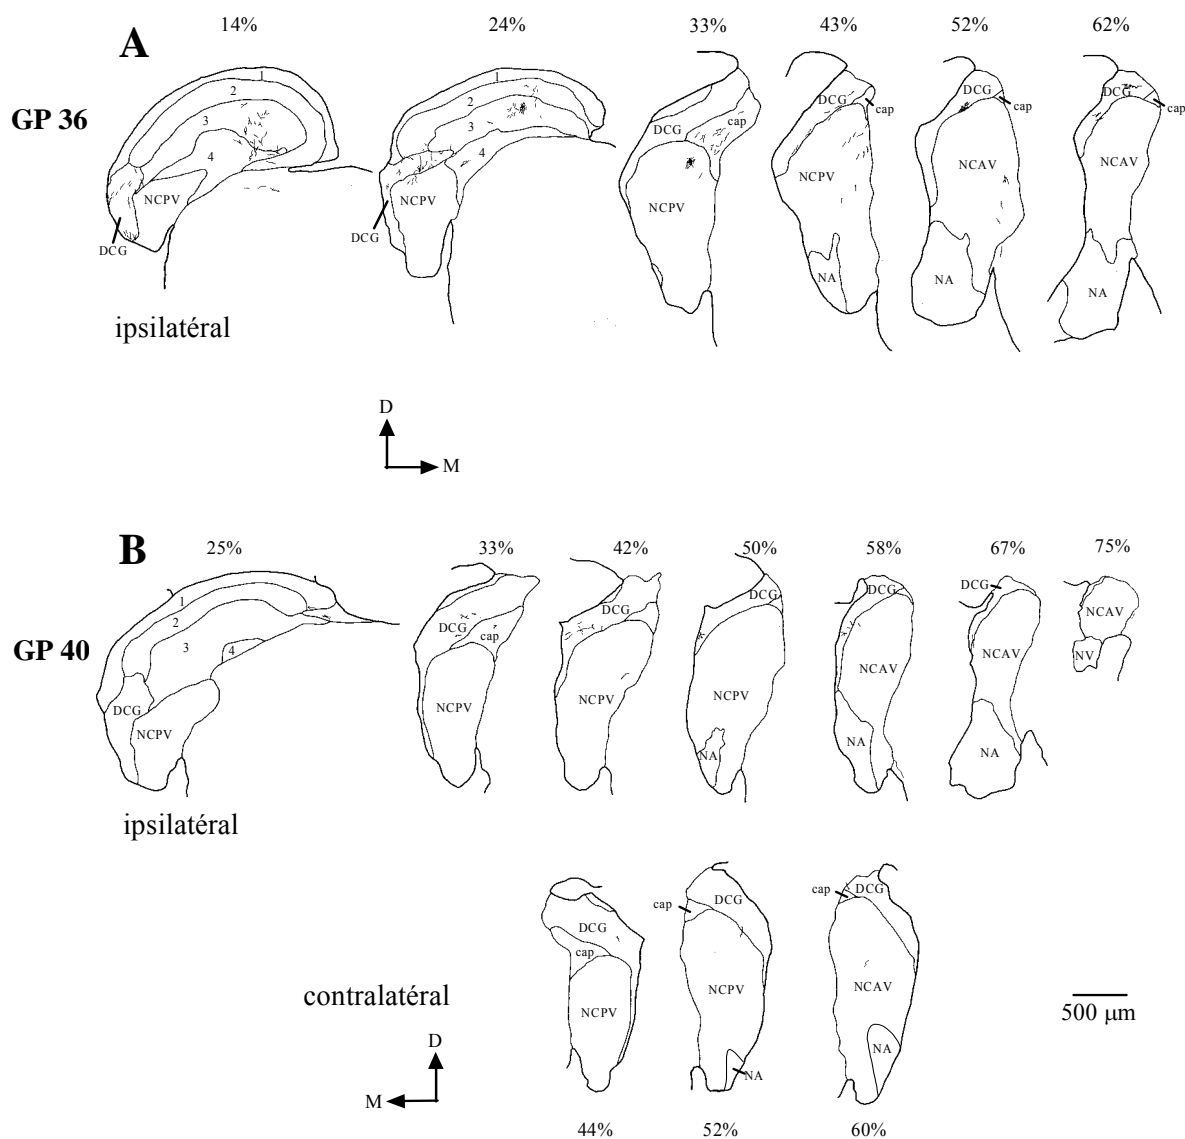 A
14% 24% 33% 43% 52% 62%
GP 36
1 2 3 4 NCPV DCG
1 2 3 4 NCPV DCG
DCG cap NCPV
DCG cap NCPV NA
DCG cap NCAV NA
DCG cap NCAV NA
ipsilatéral
D
M
B
25% 33% 42% 50% 58% 67% 75%
GP 40
1 2 3 4 DCG NCPV
DCG cap NCPV
DCG NCPV
DCG NCPV NA
DCG NCAV NA
DCG NCAV NA
NCAV NV
ipsilatéral
DCG cap NCPV
cap DCG NCPV NA
cap DCG NCAV NA
contralatéral
D
M
500 µm
44% 52% 60%